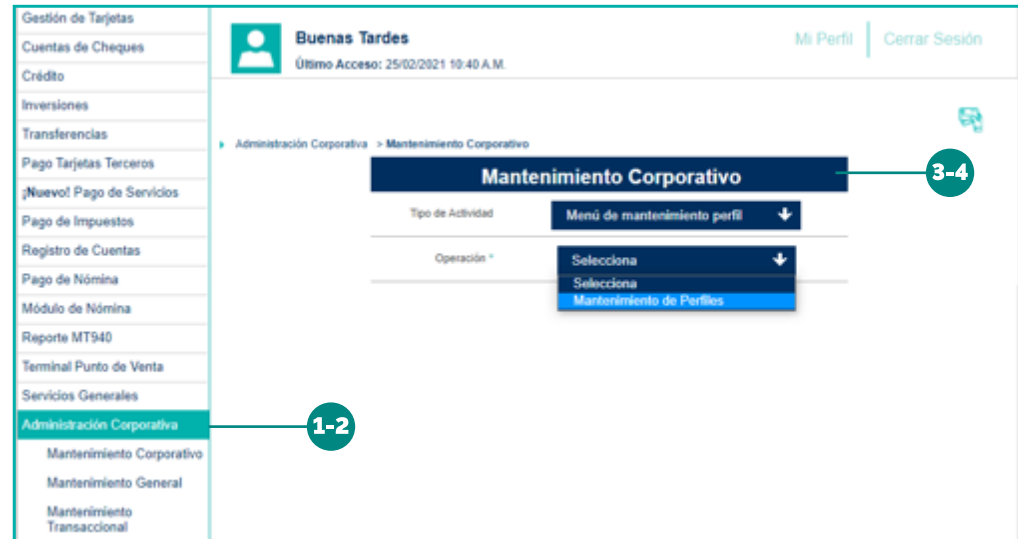 Gestión de Tarjetas
Cuentas de Cheques
Crédito
Inversiones
Transferencias
Pago Tarjetas Terceros
¡Nuevo! Pago de Servicios
Pago de Impuestos
Registro de Cuentas
Pago de Nómina
Módulo de Nómina
Reporte MT940
Terminal Punto de Venta
Servicios Generales
Administración Corporativa
Mantenimiento Corporativo
Mantenimiento General
Mantenimiento
Transaccional
1-2
Buenas Tardes
Último Acceso: 25/02/2021 10:40 A.M.
Mi Perfil
Cerrar Sesión
Administración Corporativa > Mantenimiento Corporativo
Mantenimiento Corporativo
3-4
Tipo de Actividad
Menú de mantenimiento perfil
Operación *
Selecciona
Selecciona
Mantenimiento de Perfiles